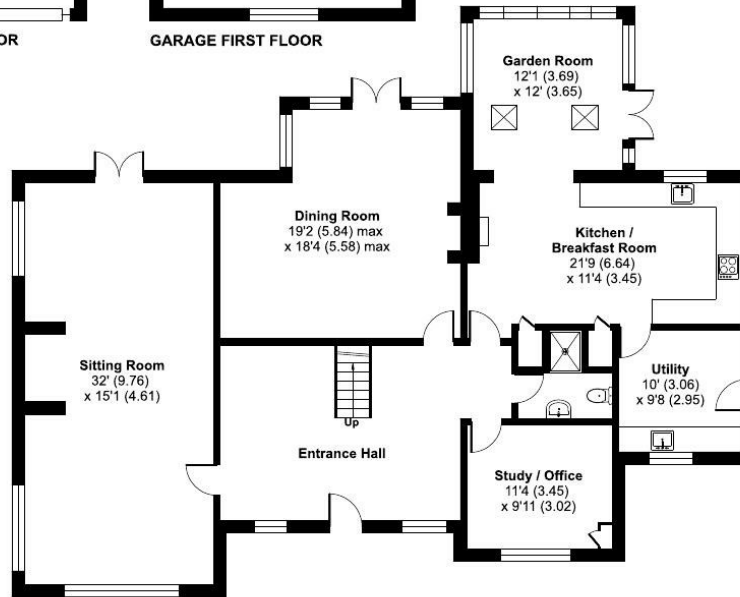 OR
GARAGE FIRST FLOOR
Garden Room
12'1 (3.69)
x 12' (3.65)
Dining Room
19'2 (5.84) max
x 18'4 (5.58) max
Kitchen /
Breakfast Room
21'9 (6.64)
x 11'4 (3.45)
Sitting Room
32' (9.76)
x 15'1 (4.61)
Up
Entrance Hall
Utility
10' (3.06)
x 9'8 (2.95)
Study / Office
11'4 (3.45)
x 9'11 (3.02)